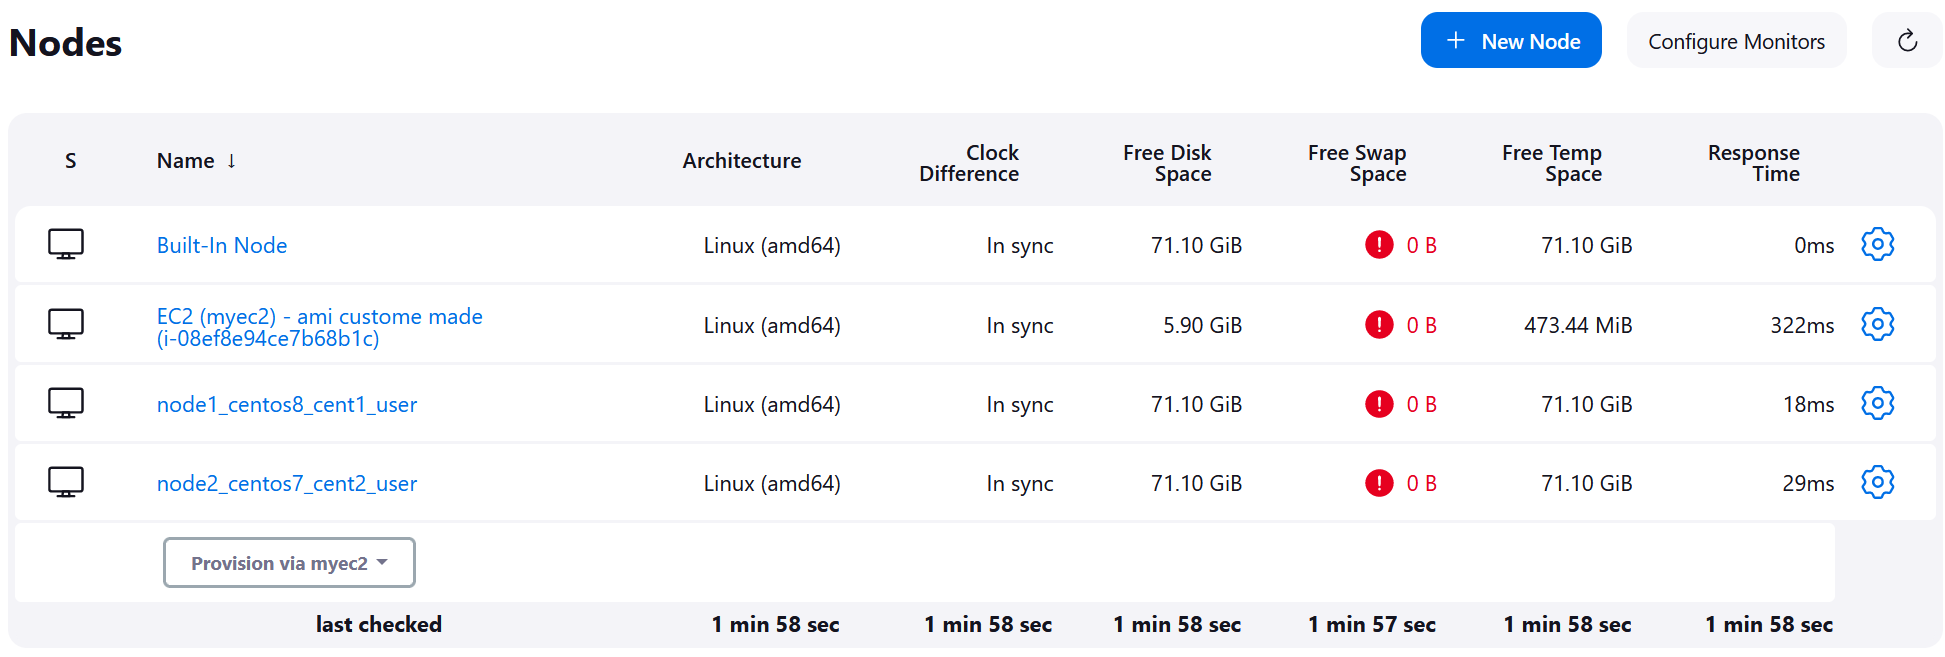 Nodes
+ New Node
Configure Monitors
S Name ↓ Architecture Clock Difference Free Disk Space Free Swap Space Free Temp Space Response Time
Built-In Node Linux (amd64) In sync 71.10 GiB ! 0 B 71.10 GiB 0ms
EC2 (myec2) - ami custome made
(i-08ef8e94ce7b68b1c) Linux (amd64) In sync 5.90 GiB ! 0 B 473.44 MiB 322ms
node1_centos8_cent1_user Linux (amd64) In sync 71.10 GiB ! 0 B 71.10 GiB 18ms
node2_centos7_cent2_user Linux (amd64) In sync 71.10 GiB ! 0 B 71.10 GiB 29ms
Provision via myec2
last checked 1 min 58 sec 1 min 58 sec 1 min 58 sec 1 min 57 sec 1 min 58 sec 1 min 58 sec